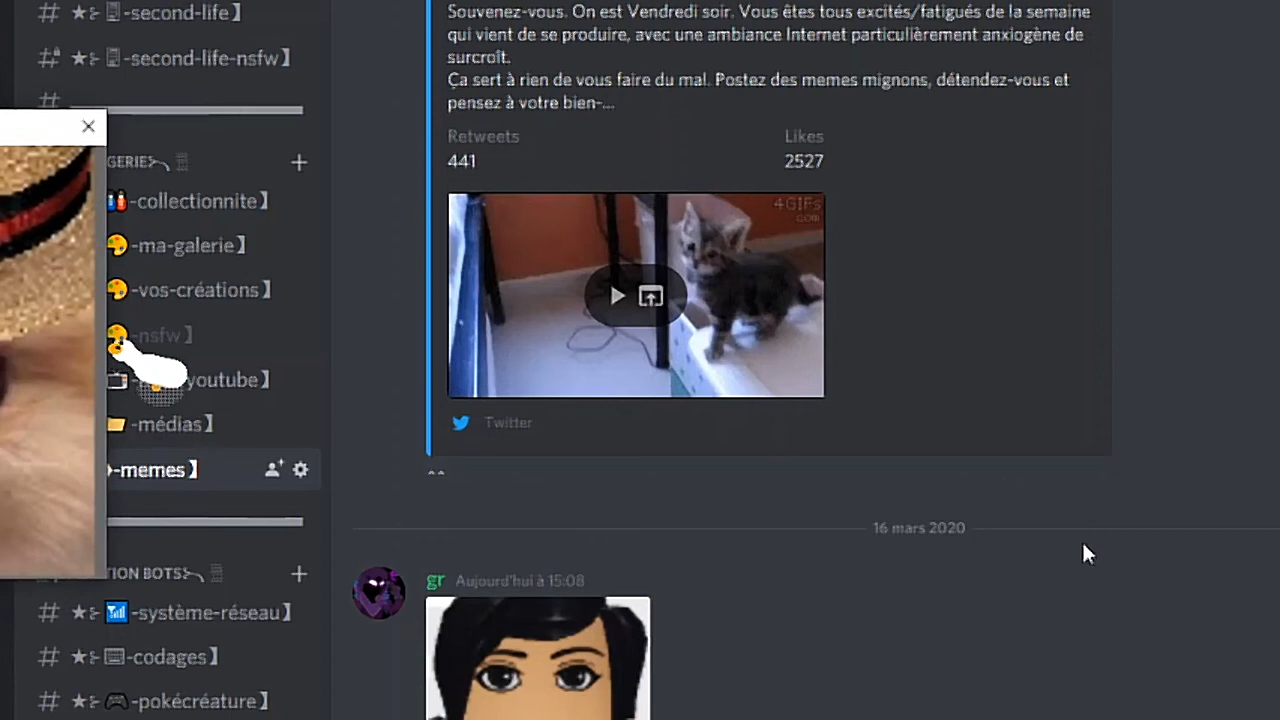 -second-life】
-second-life-nsfw】
GERIE
-collectionnite】
-ma-galerie】
-vos-créations】
-nsfw】
youtube】
-médias】
-memes】
TION BOTS
-système-réseau】
-codages】
-pokécréature】
Souvenez-vous. On est Vendredi soir. Vous êtes tous excités/fatigués de la semaine
qui vient de se produire, avec une ambiance Internet particulièrement anxiogène de
surcroît.
Ça sert à rien de vous faire du mal. Postez des memes mignons, détendez-vous et
pensez à votre bien-...
Retweets
Likes
441
2527
4GIFs
.com
Twitter
^^
16 mars 2020
gr Aujourd'hui à 15:08